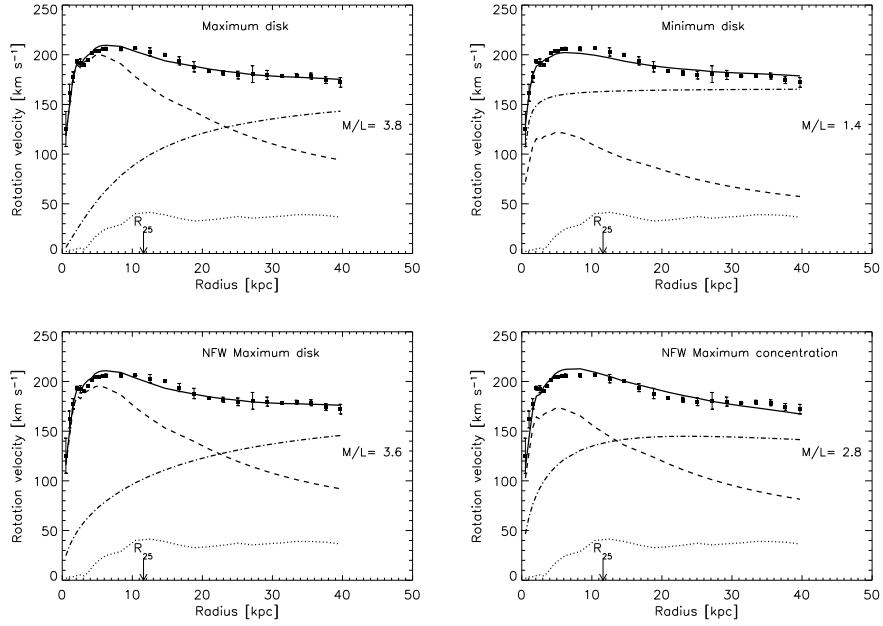 Maximum disk
250
200
150
100
50
0
Rotation velocity [km s⁻¹]
M/L= 3.8
R25
0 10 20 30 40 50
Radius [kpc]
Minimum disk
250
200
150
100
50
0
Rotation velocity [km s⁻¹]
M/L= 1.4
R25
0 10 20 30 40 50
Radius [kpc]
NFW Maximum disk
250
200
150
100
50
0
Rotation velocity [km s⁻¹]
M/L= 3.6
R25
0 10 20 30 40 50
Radius [kpc]
NFW Maximum concentration
250
200
150
100
50
0
Rotation velocity [km s⁻¹]
M/L= 2.8
R25
0 10 20 30 40 50
Radius [kpc]